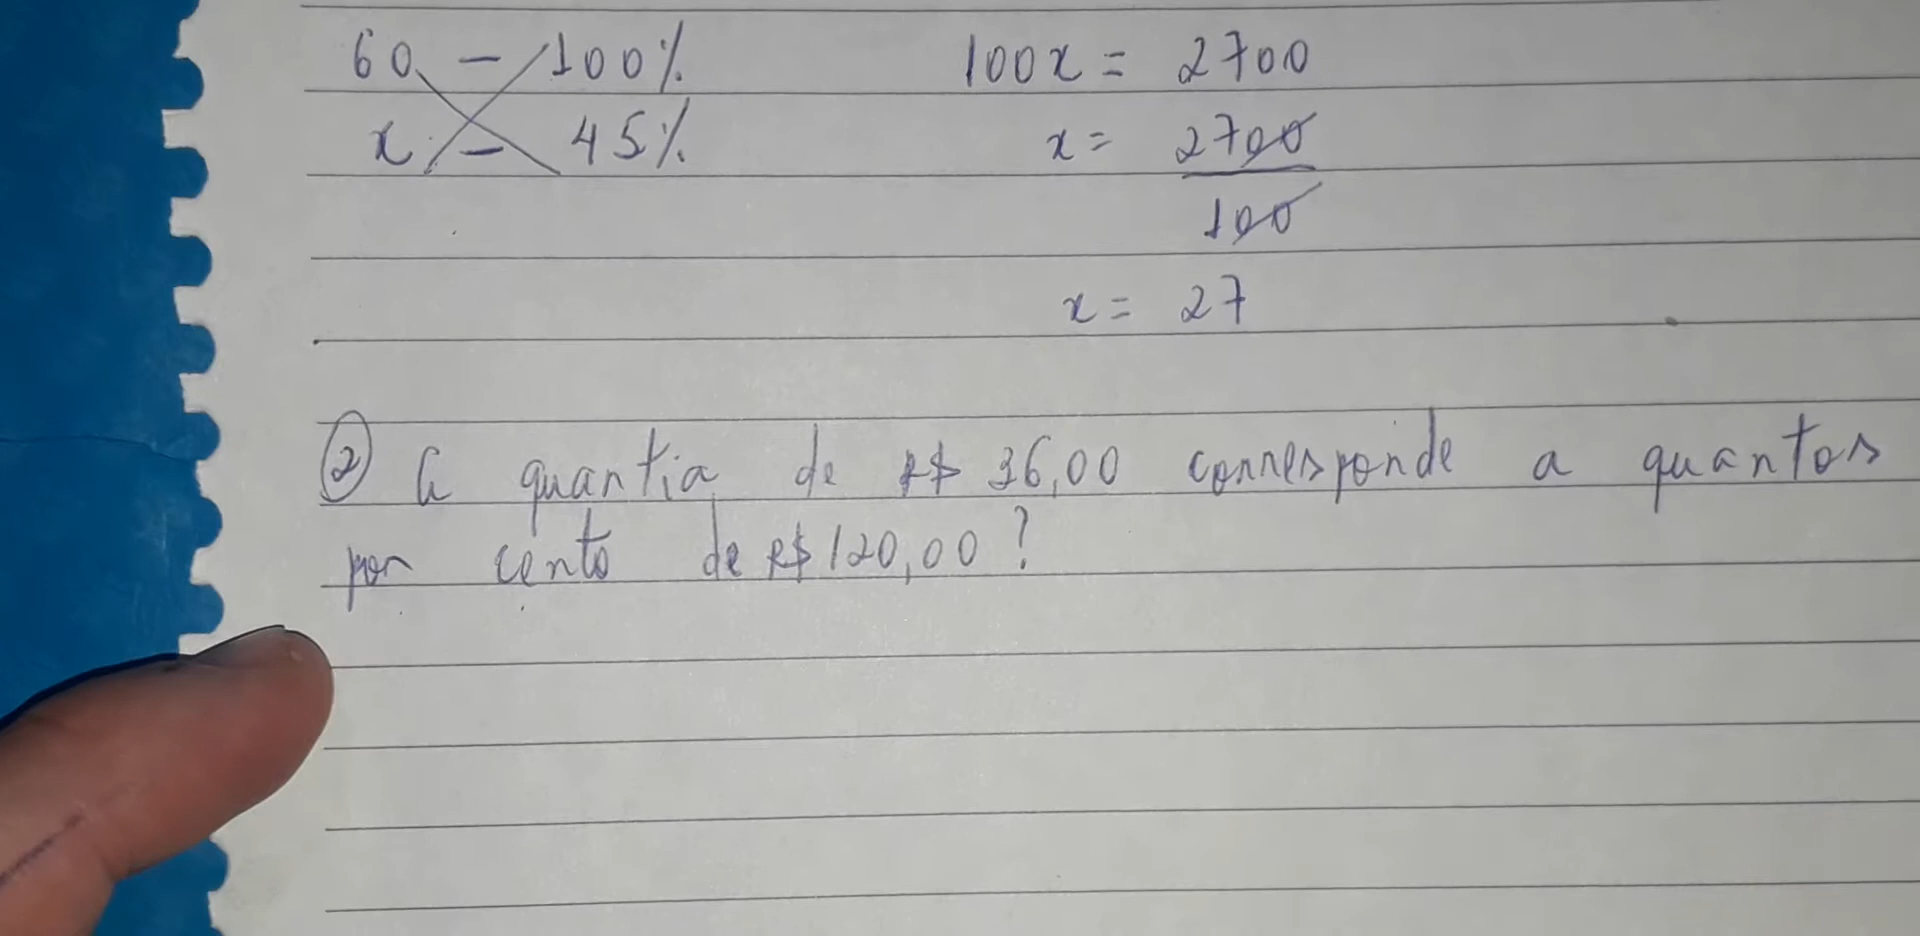 60 - 100%
x - 45%
100x = 2700
x = 2700
100
x = 27
② A quantia de R$ 36,00 corresponde a quantos
por cento de R$ 120,00?